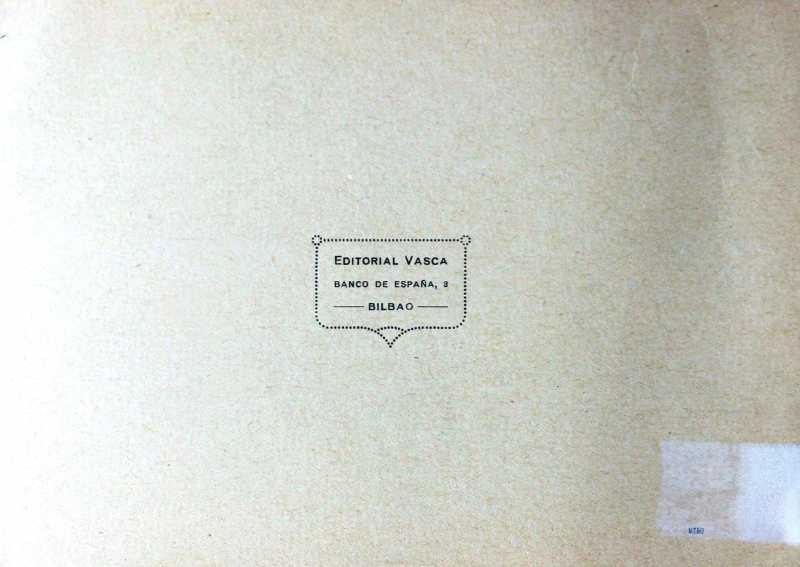 EDITORIAL VASCA
BANCO DE ESPAÑA, 3
BILBAO